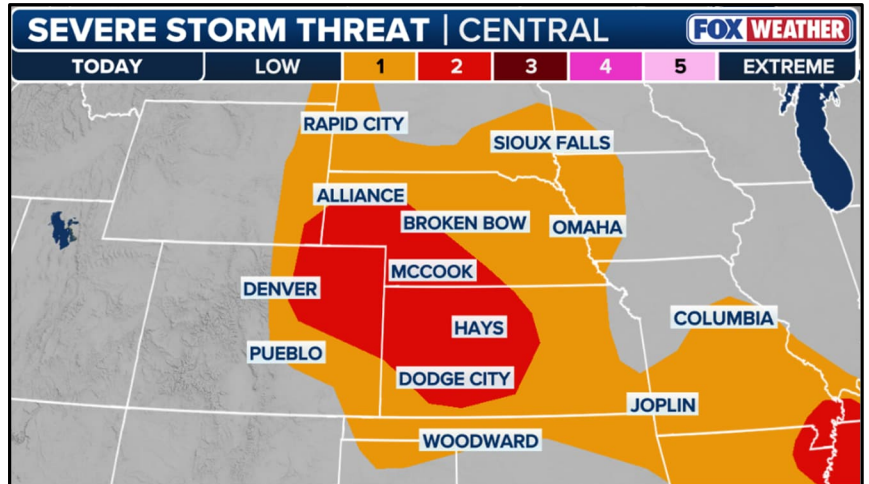 SEVERE STORM THREAT | CENTRAL
FOX WEATHER
TODAY LOW 1 2 3 4 5 EXTREME
RAPID CITY
SIOUX FALLS
ALLIANCE
BROKEN BOW
OMAHA
MCCOOK
DENVER
HAYS
COLUMBIA
PUEBLO
DODGE CITY
JOPLIN
WOODWARD